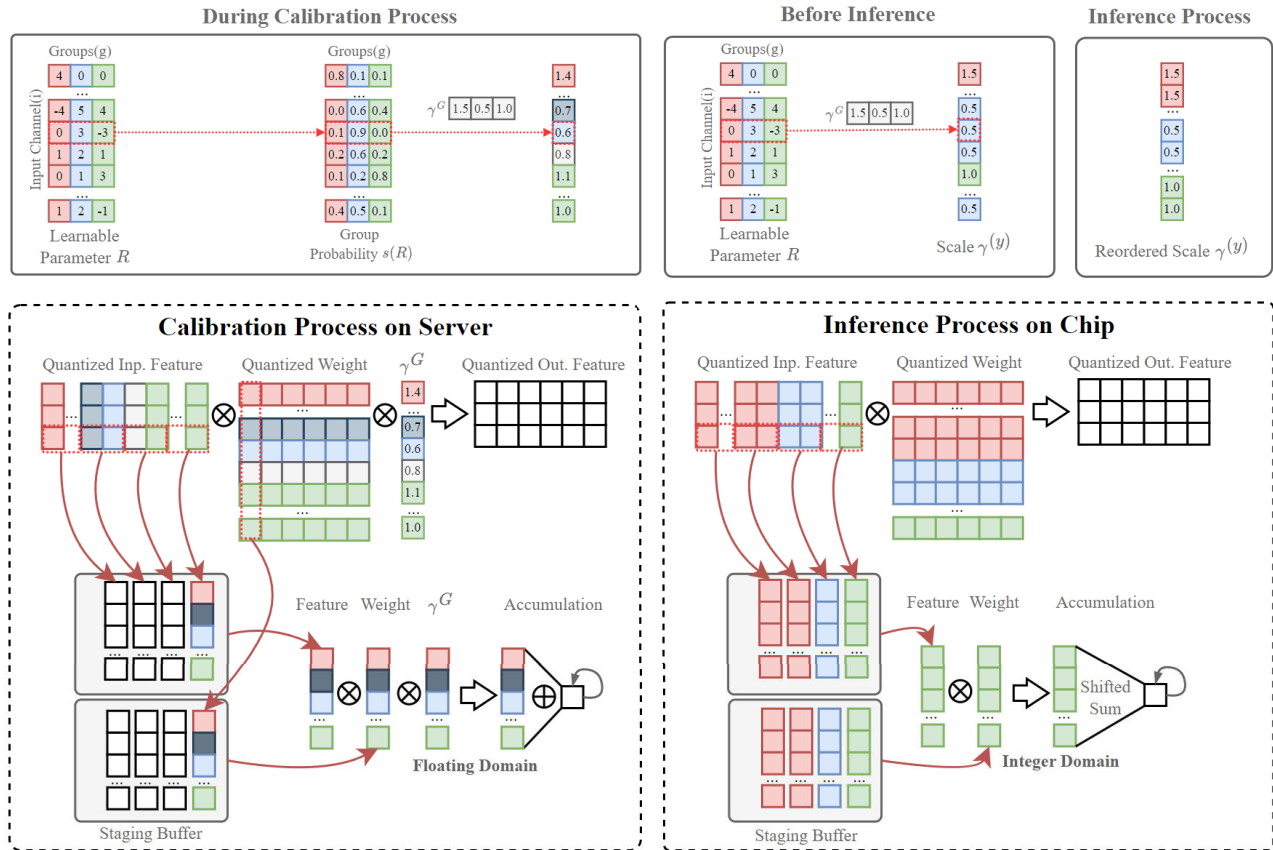 During Calibration Process
Before Inference
Inference Process
Groups(g)
Input Channel(i)
4 0 0
...
-4 5 4
0 3 -3
1 2 1
0 1 3
...
1 2 -1
Learnable
Parameter R
Groups(g)
0.8 0.1 0.1
...
0.0 0.6 0.4
0.1 0.9 0.0
0.2 0.6 0.2
0.1 0.2 0.8
...
0.4 0.5 0.1
Group
Probability s(R)
γ^G 1.5 0.5 1.0
1.4
...
0.7
0.6
0.8
1.1
...
1.0
Groups(g)
Input Channel(i)
4 0 0
...
-4 5 4
0 3 -3
1 2 1
0 1 3
...
1 2 -1
Learnable
Parameter R
γ^G 1.5 0.5 1.0
1.5
...
0.5
0.5
0.5
1.0
...
0.5
Scale γ^(y)
1.5
...
1.5
...
0.5
0.5
...
1.0
1.0
Reordered Scale γ^(y)
Calibration Process on Server
Quantized Inp. Feature
Quantized Weight
γ^G
Quantized Out. Feature
...
...
...
...
1.4
...
0.7
0.6
0.8
1.1
...
1.0
... ... ... ...
... ... ... ...
Staging Buffer
Feature
Weight
γ^G
Accumulation
... ... ... ...
Floating Domain
Inference Process on Chip
Quantized Inp. Feature
Quantized Weight
Quantized Out. Feature
...
...
...
...
... ... ... ...
... ... ... ...
Staging Buffer
Feature
Weight
Accumulation
Shifted
Sum
... ... ...
Integer Domain